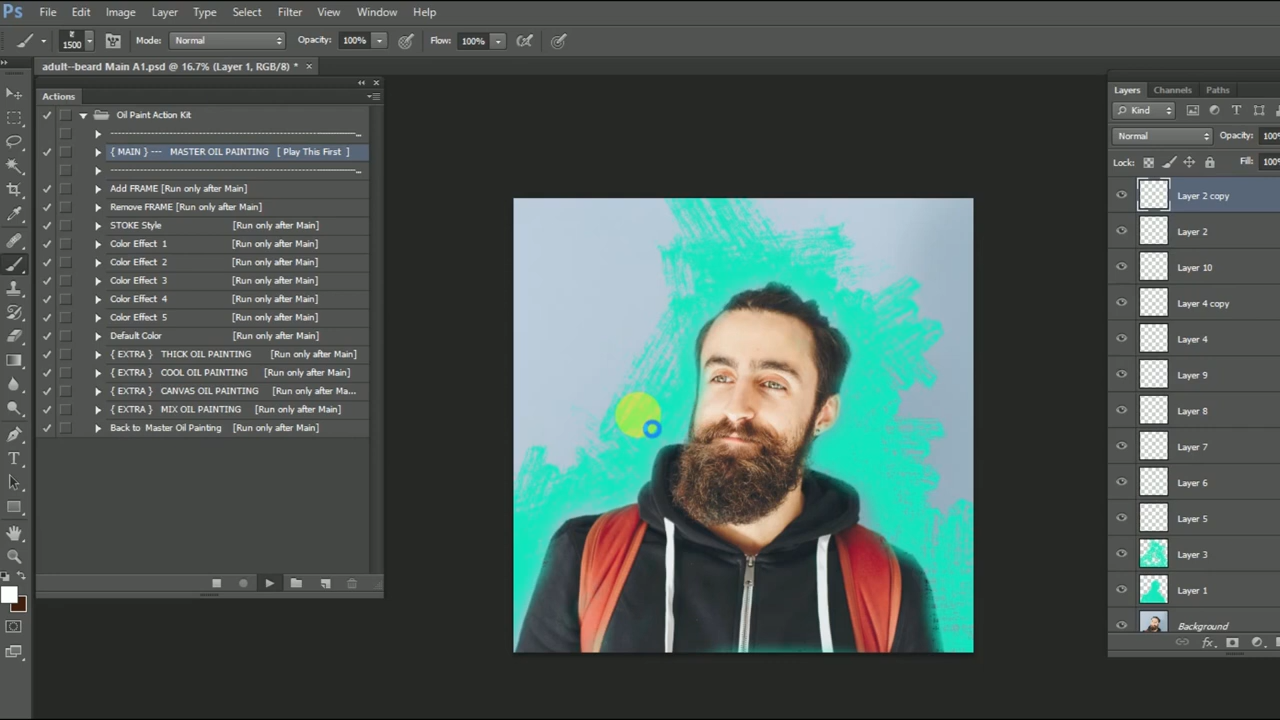 Ps File Edit Image Layer Type Select Filter View Window Help
1500 Mode: Normal Opacity: 100% Flow: 100%
adult--beard Main A1.psd @ 16.7% (Layer 1, RGB/8) * ×
Actions
Oil Paint Action Kit
{ MAIN } --- MASTER OIL PAINTING [ Play This First ]
Add FRAME [Run only after Main]
Remove FRAME [Run only after Main]
STOKE Style [Run only after Main]
Color Effect 1 [Run only after Main]
Color Effect 2 [Run only after Main]
Color Effect 3 [Run only after Main]
Color Effect 4 [Run only after Main]
Color Effect 5 [Run only after Main]
Default Color [Run only after Main]
{ EXTRA } THICK OIL PAINTING [Run only after Main]
{ EXTRA } COOL OIL PAINTING [Run only after Main]
{ EXTRA } CANVAS OIL PAINTING [Run only after Ma...
{ EXTRA } MIX OIL PAINTING [Run only after Main]
Back to Master Oil Painting [Run only after Main]
Layers Channels Paths
Kind
Normal Opacity: 100%
Lock: Fill: 100%
Layer 2 copy
Layer 2
Layer 10
Layer 4 copy
Layer 4
Layer 9
Layer 8
Layer 7
Layer 6
Layer 5
Layer 3
Layer 1
Background
fx